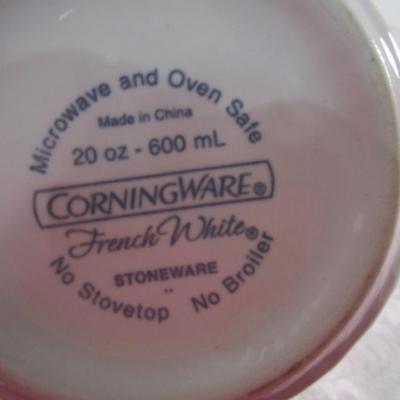 Microwave and Oven Safe
Made in China
20 oz - 600 mL
CORNINGWARE®
French White®
STONEWARE
No Stovetop No Broiler